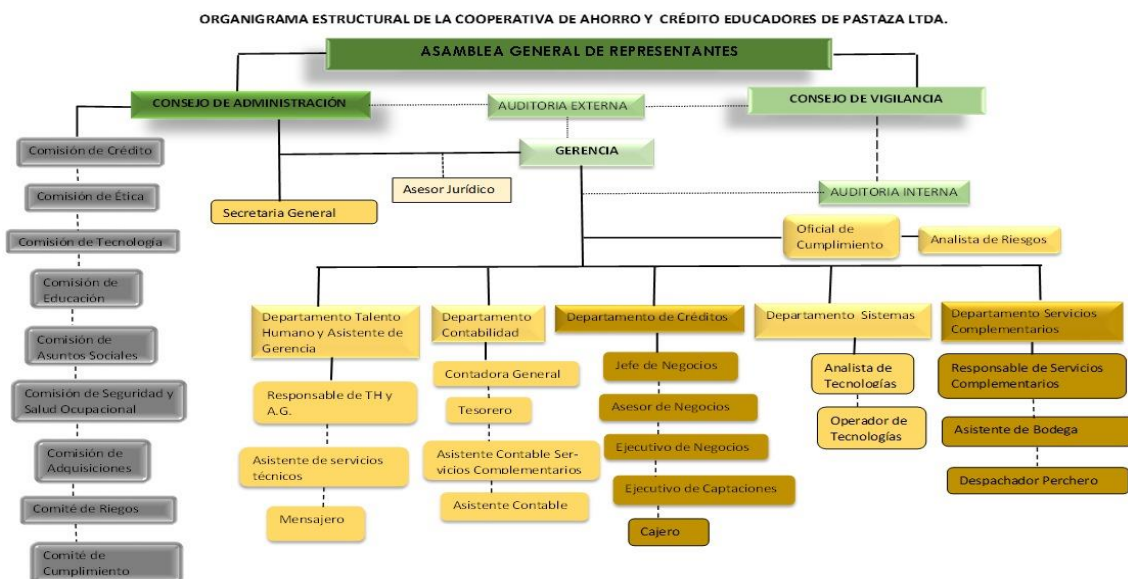 ORGANIGRAMA ESTRUCTURAL DE LA COOPERATIVA DE AHORRO Y CRÉDITO EDUCADORES DE PASTAZA LTDA.
ASAMBLEA GENERAL DE REPRESENTANTES
CONSEJO DE ADMINISTRACIÓN
AUDITORIA EXTERNA
CONSEJO DE VIGILANCIA
GERENCIA
Asesor Jurídico
AUDITORIA INTERNA
Secretaria General
Oficial de
Cumplimiento
Analista de Riesgos
Comisión de Crédito
Comisión de Ética
Comisión de Tecnología
Comisión de
Educación
Comisión de
Asuntos Sociales
Comisión de Seguridad y
Salud Ocupacional
Comisión de
Adquisiciones
Comité de Riegos
Comité de
Cumplimiento
Departamento Talento
Humano y Asistente de
Gerencia
Responsable de TH y
A.G.
Asistente de servicios
técnicos
Mensajero
Departamento
Contabilidad
Contadora General
Tesorero
Asistente Contable Ser-
vicios Complementarios
Asistente Contable
Departamento de Créditos
Jefe de Negocios
Asesor de Negocios
Ejecutivo de Negocios
Ejecutivo de Captaciones
Cajero
Departamento Sistemas
Analista de
Tecnologías
Operador de
Tecnologías
Departamento Servicios
Complementarios
Responsable de Servicios
Complementarios
Asistente de Bodega
Despachador Perchero